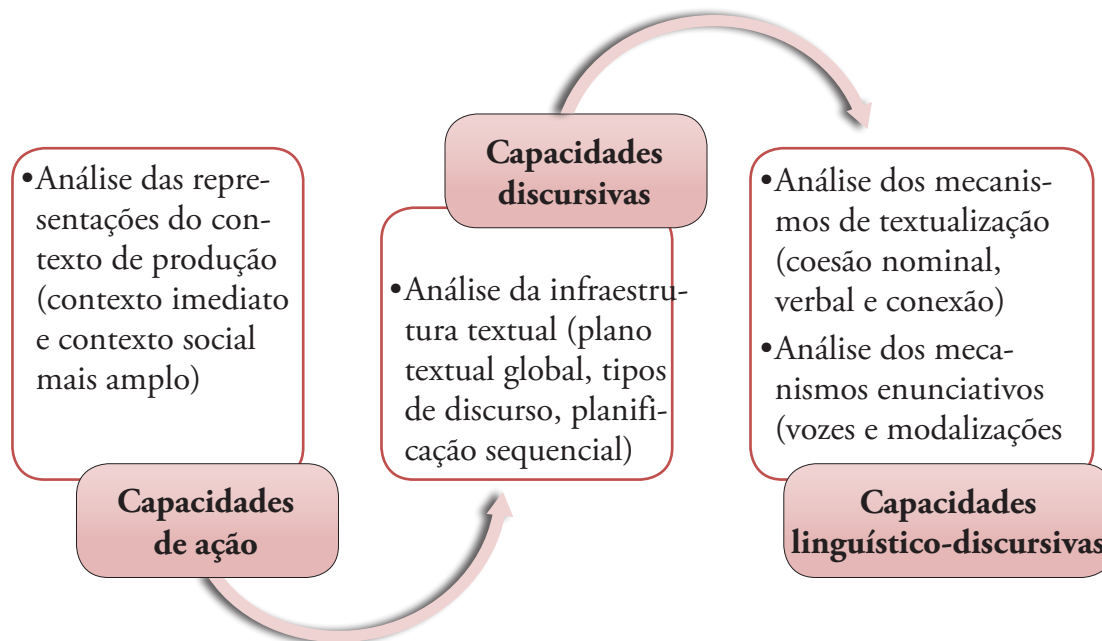 •Análise das repre-
sentações do con-
texto de produção
(contexto imediato
e contexto social
mais amplo)
Capacidades
de ação
Capacidades
discursivas
•Análise da infraestru-
tura textual (plano
textual global, tipos
de discurso, planifi-
cação sequencial)
•Análise dos mecanis-
mos de textualização
(coesão nominal,
verbal e conexão)
•Análise dos meca-
nismos enunciativos
(vozes e modalizações
Capacidades
linguístico-discursivas